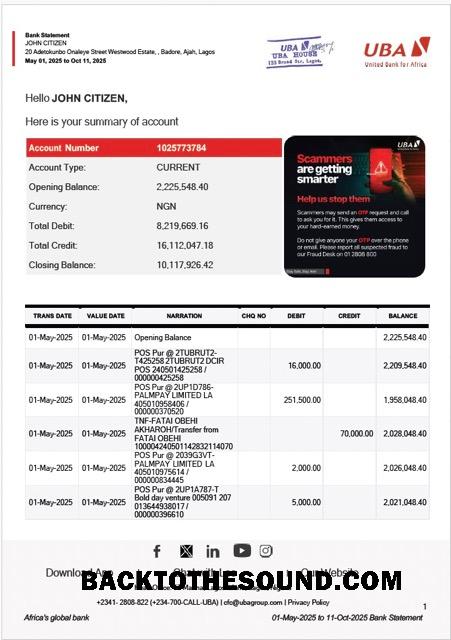 Bank Statement
JOHN CITIZEN
20 Adetokunbo Onaleye Street Westwood Estate, , Badore, Ajah, Lagos
May 01, 2025 to Oct 11, 2025
UBA
UBA HOUSE
UBA
United Bank for Africa
Hello JOHN CITIZEN,
Here is your summary of account
Account Number 1025773784
Account Type: CURRENT
Opening Balance: 2,225,548.40
Currency: NGN
Total Debit: 8,219,669.16
Total Credit: 16,112,047.18
Closing Balance: 10,117,926.42
UBA
Scammers
are getting
smarter
Help us stop them
Scammers may send an OTP request and call
to ask you for it. This gives them access to
your hard-earned money.
Do not give anyone your OTP over the phone
or email. Please report all suspected fraud to
our Fraud Desk on 01 2808 800
TRANS DATE VALUE DATE NARRATION CHQ NO DEBIT CREDIT BALANCE
01-May-2025 01-May-2025 Opening Balance 2,225,548.40
01-May-2025 01-May-2025 POS Pur @ 2TUBRUT2-
T425258 2TUBRUT2 DCIR
POS 240501425258 /
000000425258 16,000.00 2,209,548.40
01-May-2025 01-May-2025 POS Pur @ 2UP1D786-
PALMPAY LIMITED LA
405010958406 /
000000370520 251,500.00 1,958,048.40
01-May-2025 01-May-2025 TNF-FATAI OBEHI
AKHAROH/Transfer from
FATAI OBEHI
100004240501142832114070 70,000.00 2,028,048.40
01-May-2025 01-May-2025 POS Pur @ 2039G3VT-
PALMPAY LIMITED LA
405010975614 /
000000834445 2,000.00 2,026,048.40
01-May-2025 01-May-2025 POS Pur @ 2UP1A787-T
Bold day venture 005091 207
013644938017 /
000000396610 5,000.00 2,021,048.40
Download App
Our Website
BACKTOTHESOUND.COM
+2341- 2808-822 (+234-700-CALL-UBA) | cfo@ubagroup.com | Privacy Policy
1
Africa's global bank
01-May-2025 to 11-Oct-2025 Bank Statement